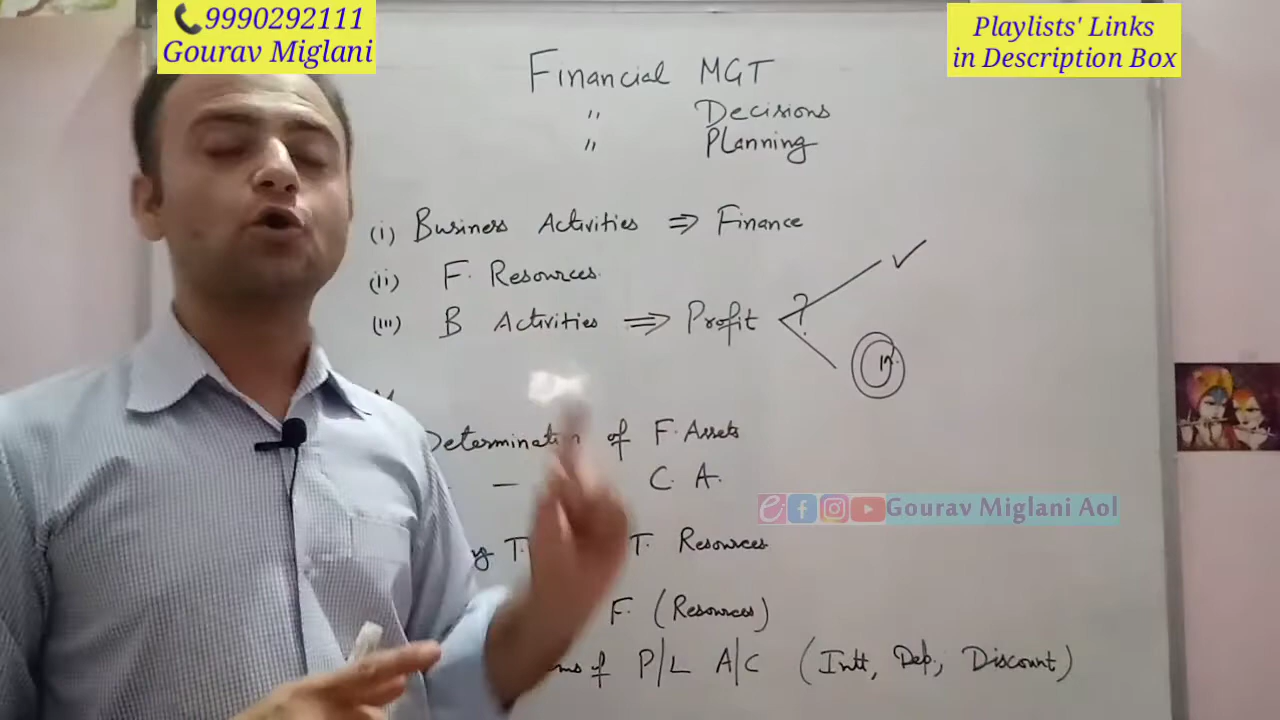 📞9990292111
Gourav Miglani
Playlists' Links
in Description Box
Financial MGT
" Decisions
" Planning
(i) Business Activities ⇒ Finance
(ii) F. Resources
(iii) B Activities ⇒ Profit ? ✓
Determination of F. Assets
— C. A.
Gourav Miglani Aol
T. T. Resources
F. (Resources)
of P/L A/C (Intt, Dep, Discount)